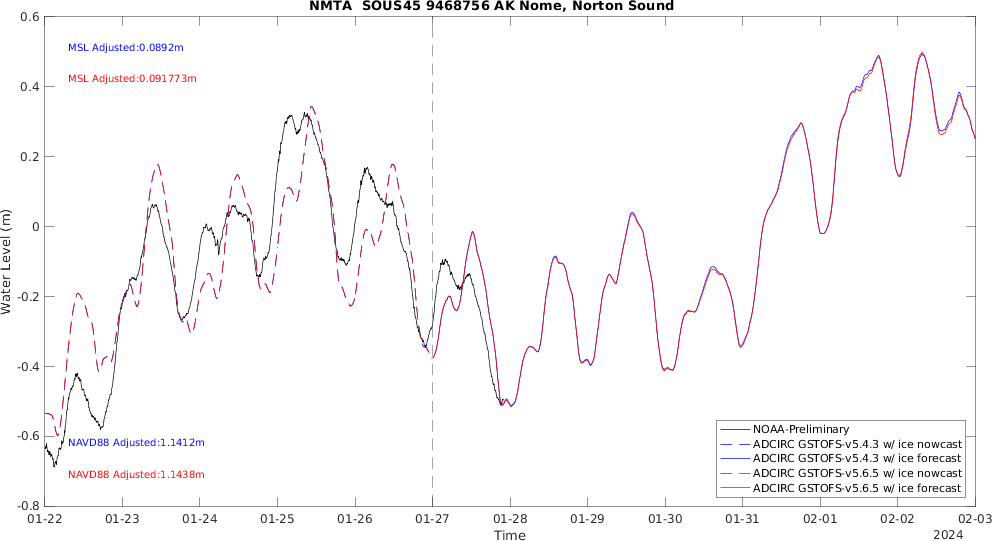 NMTA  SOUS45 9468756 AK Nome, Norton Sound
0.6
0.4
0.2
0
-0.2
-0.4
-0.6
-0.8
Water Level (m)
MSL Adjusted:0.0892m
MSL Adjusted:0.091773m
NAVD88 Adjusted:1.1412m
NAVD88 Adjusted:1.1438m
NOAA-Preliminary
ADCIRC GSTOFS-v5.4.3 w/ ice nowcast
ADCIRC GSTOFS-v5.4.3 w/ ice forecast
ADCIRC GSTOFS-v5.6.5 w/ ice nowcast
ADCIRC GSTOFS-v5.6.5 w/ ice forecast
01-22 01-23 01-24 01-25 01-26 01-27 01-28 01-29 01-30 01-31 02-01 02-02 02-03
Time
2024